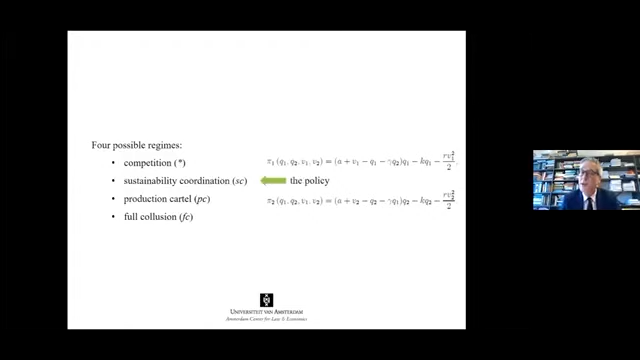 Four possible regimes:
• competition (*)
π₁(q₁, q₂, v₁, v₂) = (a + v₁ − q₁ − γq₂)q₁ − kq₁ − rv₁²/2
• sustainability coordination (sc)
the policy
• production cartel (pc)
π₂(q₁, q₂, v₁, v₂) = (a + v₂ − q₂ − γq₁)q₂ − kq₂ − rv₂²/2
• full collusion (fc)
UNIVERSITEIT VAN AMSTERDAM
Amsterdam Center for Law & Economics